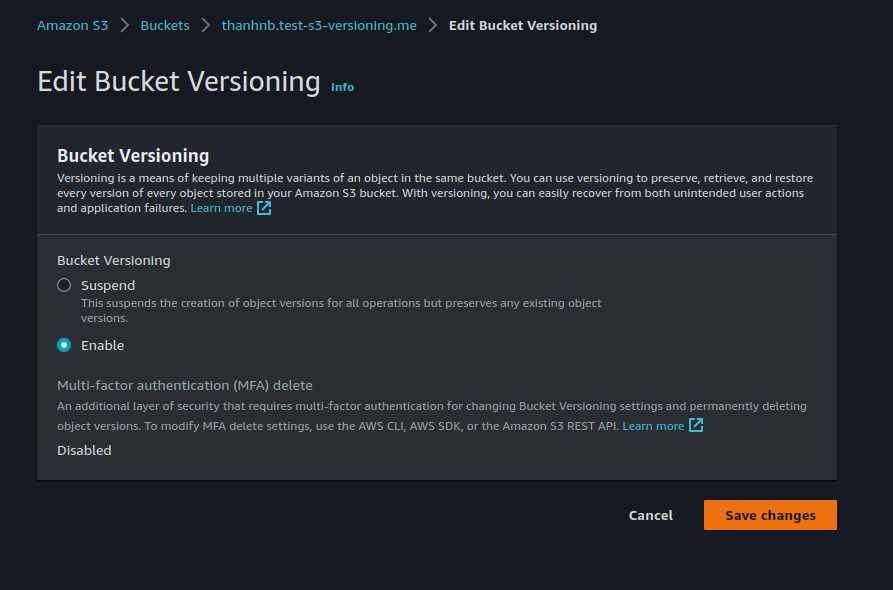 Amazon S3 > Buckets > thanhnb.test-s3-versioning.me > Edit Bucket Versioning
Edit Bucket Versioning Info
Bucket Versioning
Versioning is a means of keeping multiple variants of an object in the same bucket. You can use versioning to preserve, retrieve, and restore
every version of every object stored in your Amazon S3 bucket. With versioning, you can easily recover from both unintended user actions
and application failures. Learn more
Bucket Versioning
Suspend
This suspends the creation of object versions for all operations but preserves any existing object
versions.
Enable
Multi-factor authentication (MFA) delete
An additional layer of security that requires multi-factor authentication for changing Bucket Versioning settings and permanently deleting
object versions. To modify MFA delete settings, use the AWS CLI, AWS SDK, or the Amazon S3 REST API. Learn more
Disabled
Cancel Save changes